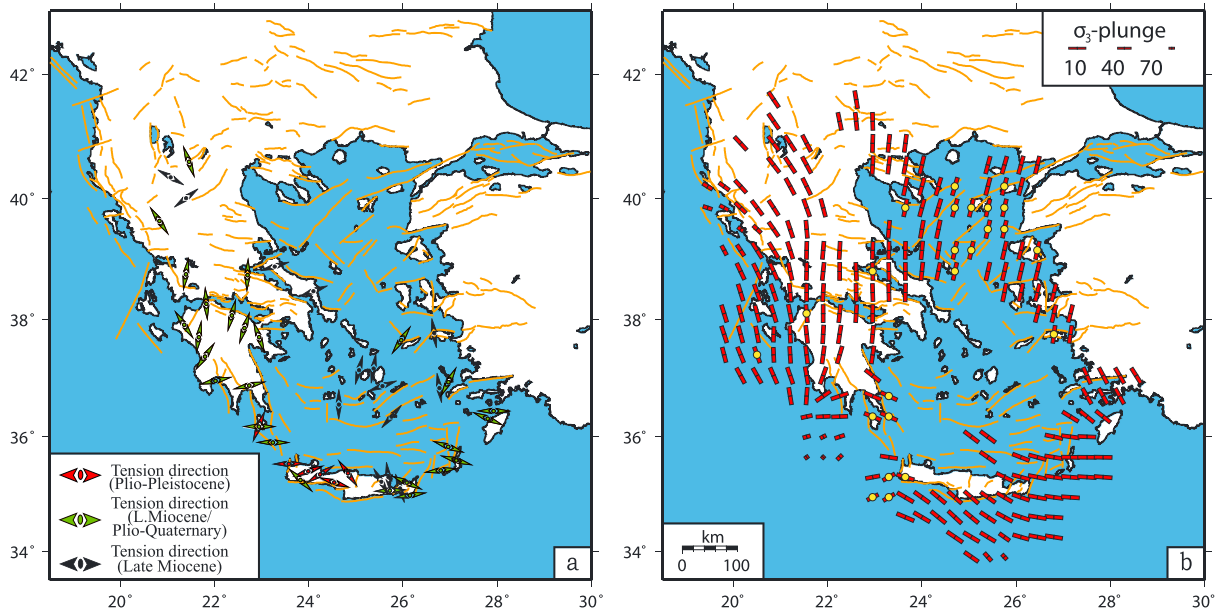 42°
40°
38°
36°
34°
20°
22°
24°
26°
28°
30°
Tension direction
(Plio-Pleistocene)
Tension direction
(L.Miocene/
Plio-Quaternary)
Tension direction
(Late Miocene)
a
42°
40°
38°
36°
34°
20°
22°
24°
26°
28°
30°
σ3-plunge
10 40 70
km
0 100
b